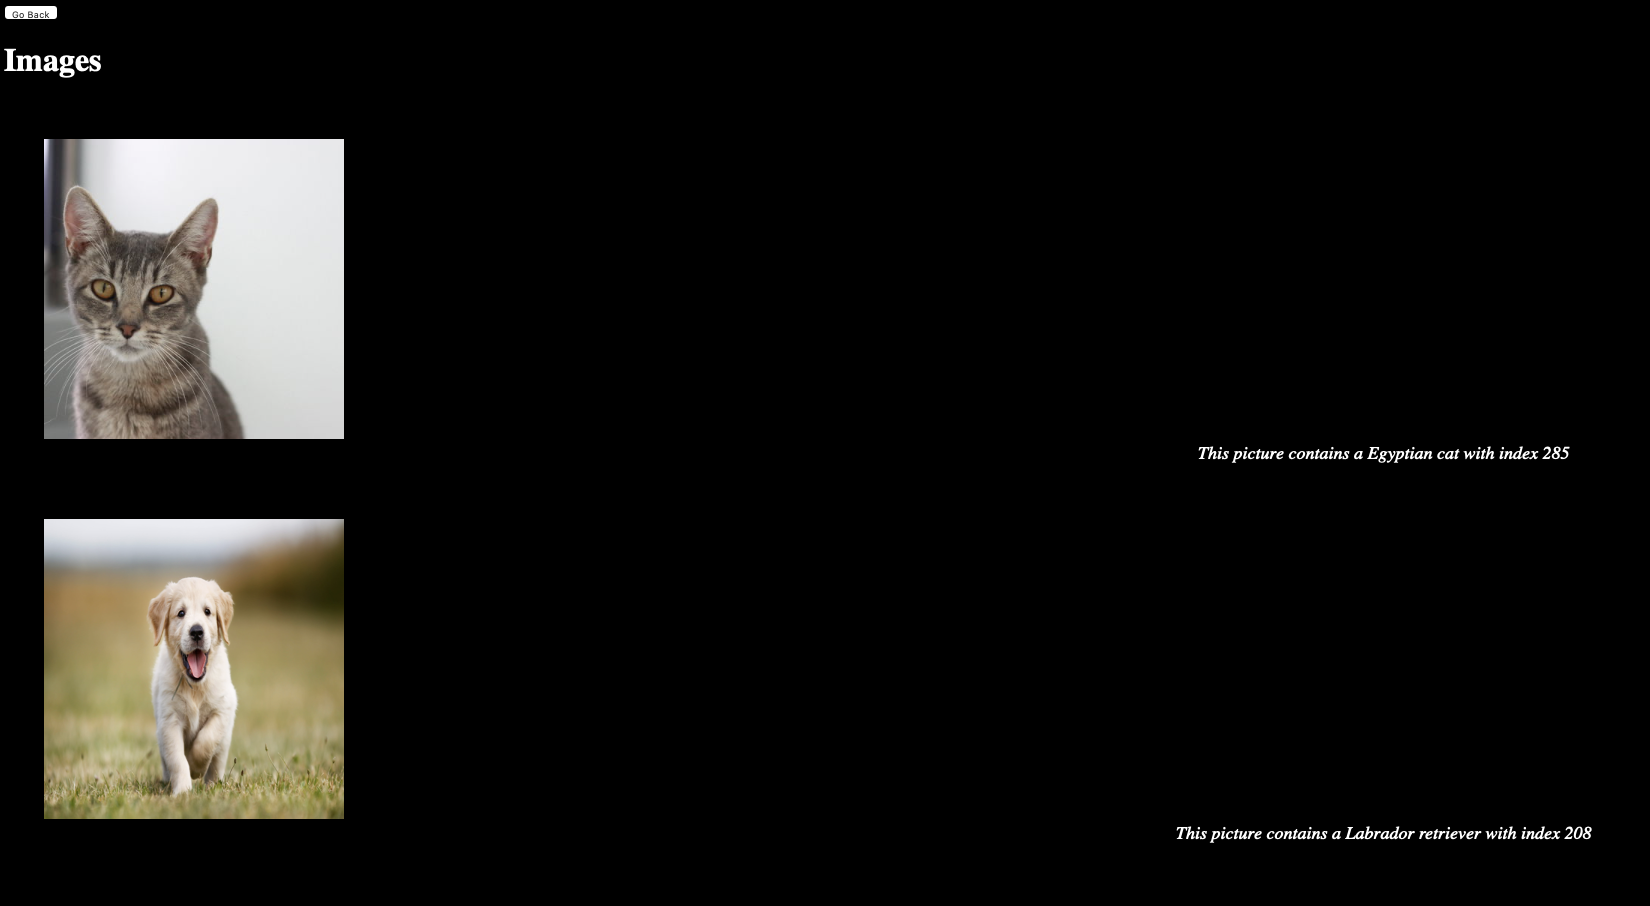 Go Back
Images
This picture contains a Egyptian cat with index 285
This picture contains a Labrador retriever with index 208